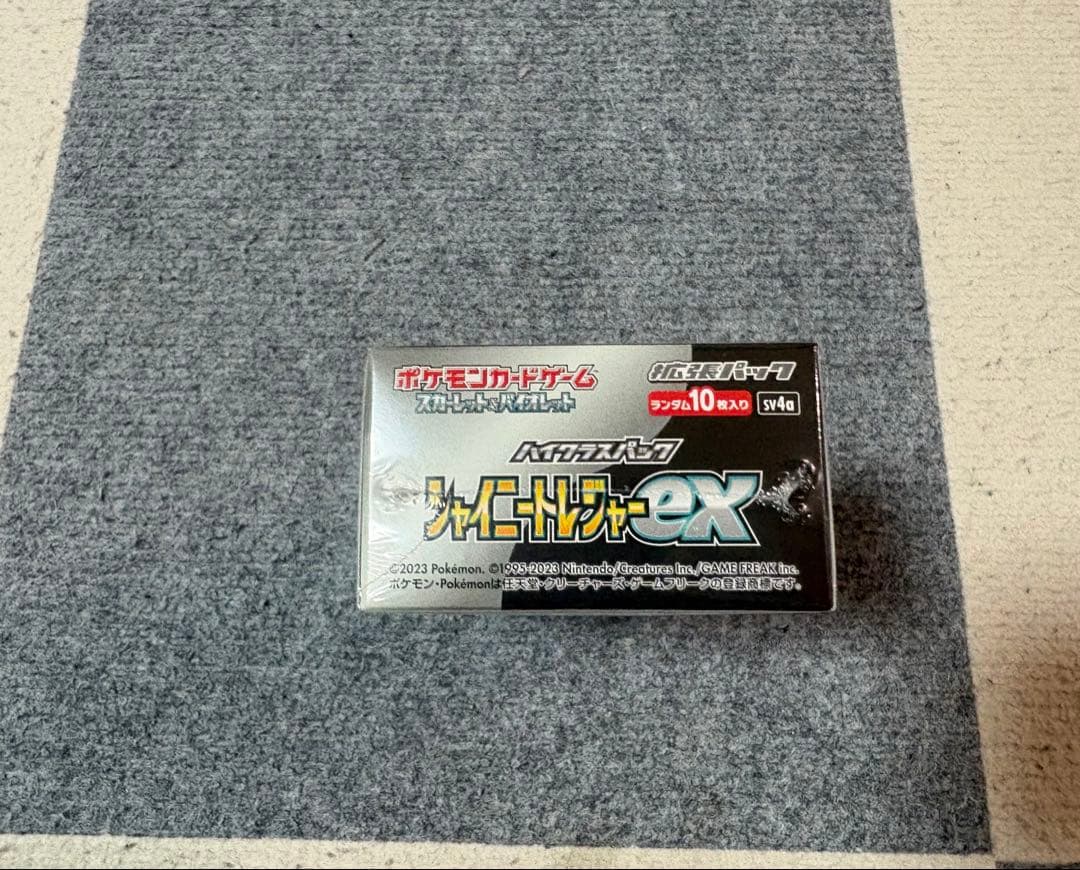 ポケモンカードゲーム
スカーレット&バイオレット
拡張パック
ランダム10枚入り sv4a
ハイクラスパック
シャイニートレジャーex
©2023 Pokémon. ©1995-2023 Nintendo/Creatures Inc./GAME FREAK inc.
ポケモン・Pokémonは任天堂・クリーチャーズ・ゲームフリークの登録商標です。